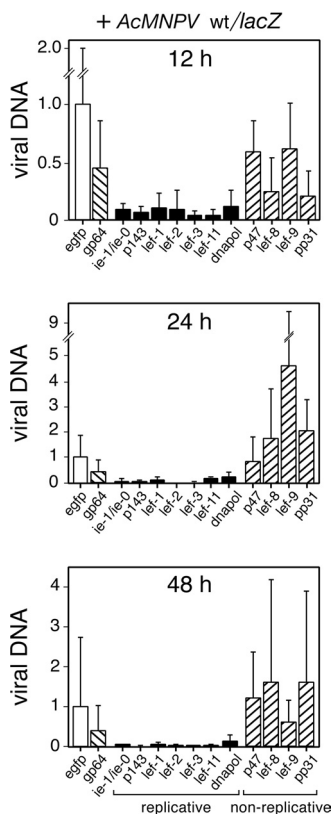 + AcMNPV wt/lacZ
12 h
viral DNA
2.0
1.0
0.5
0
egfp gp64 ie-1/ie-0 p143 lef-1 lef-2 lef-3 lef-11 dnapol p47 lef-8 lef-9 pp31
24 h
viral DNA
9
5
4
3
2
1
0
egfp gp64 ie-1/ie-0 p143 lef-1 lef-2 lef-3 lef-11 dnapol p47 lef-8 lef-9 pp31
48 h
viral DNA
4
3
2
1
0
egfp gp64 ie-1/ie-0 p143 lef-1 lef-2 lef-3 lef-11 dnapol p47 lef-8 lef-9 pp31
replicative non-replicative